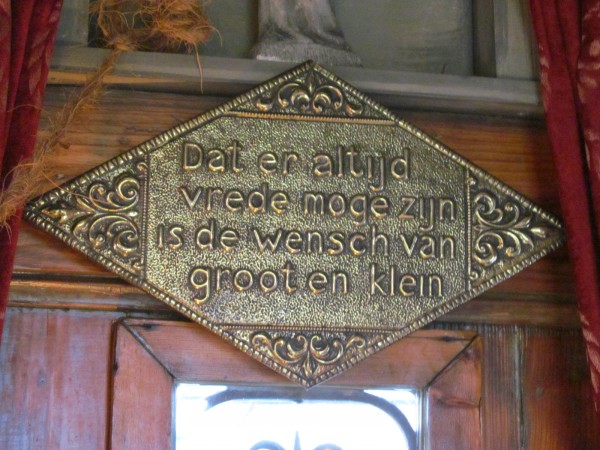 Dat er altijd
vrede moge zijn
is de wensch van
groot en klein